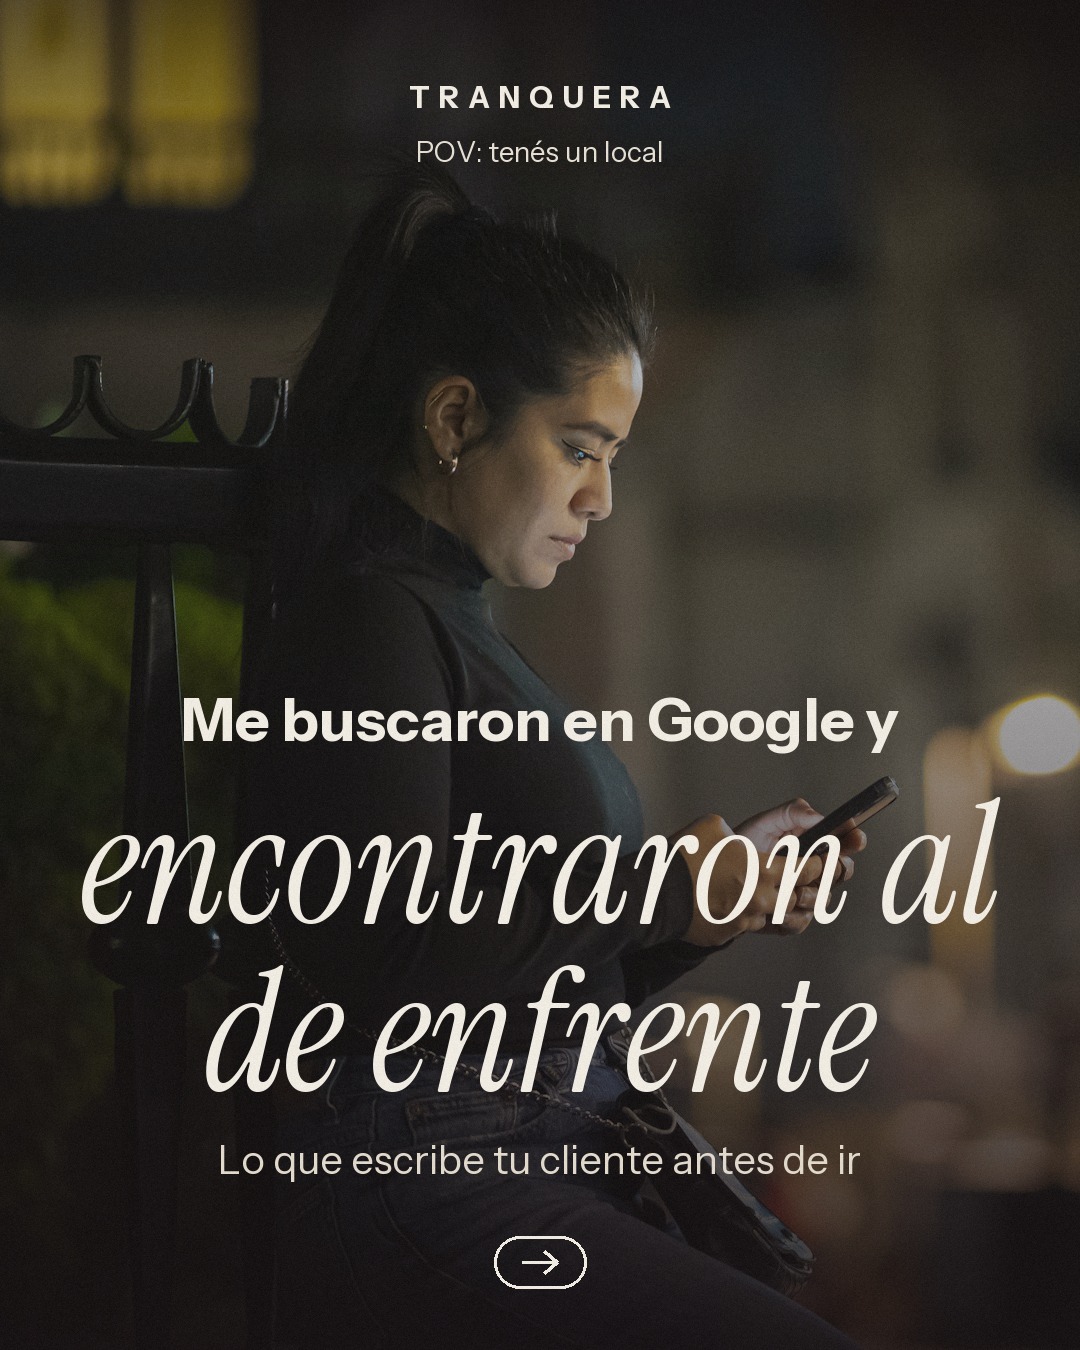 TRANQUERA
POV: tenés un local
Me buscaron en Google y
encontraron al
de enfrente
Lo que escribe tu cliente antes de ir